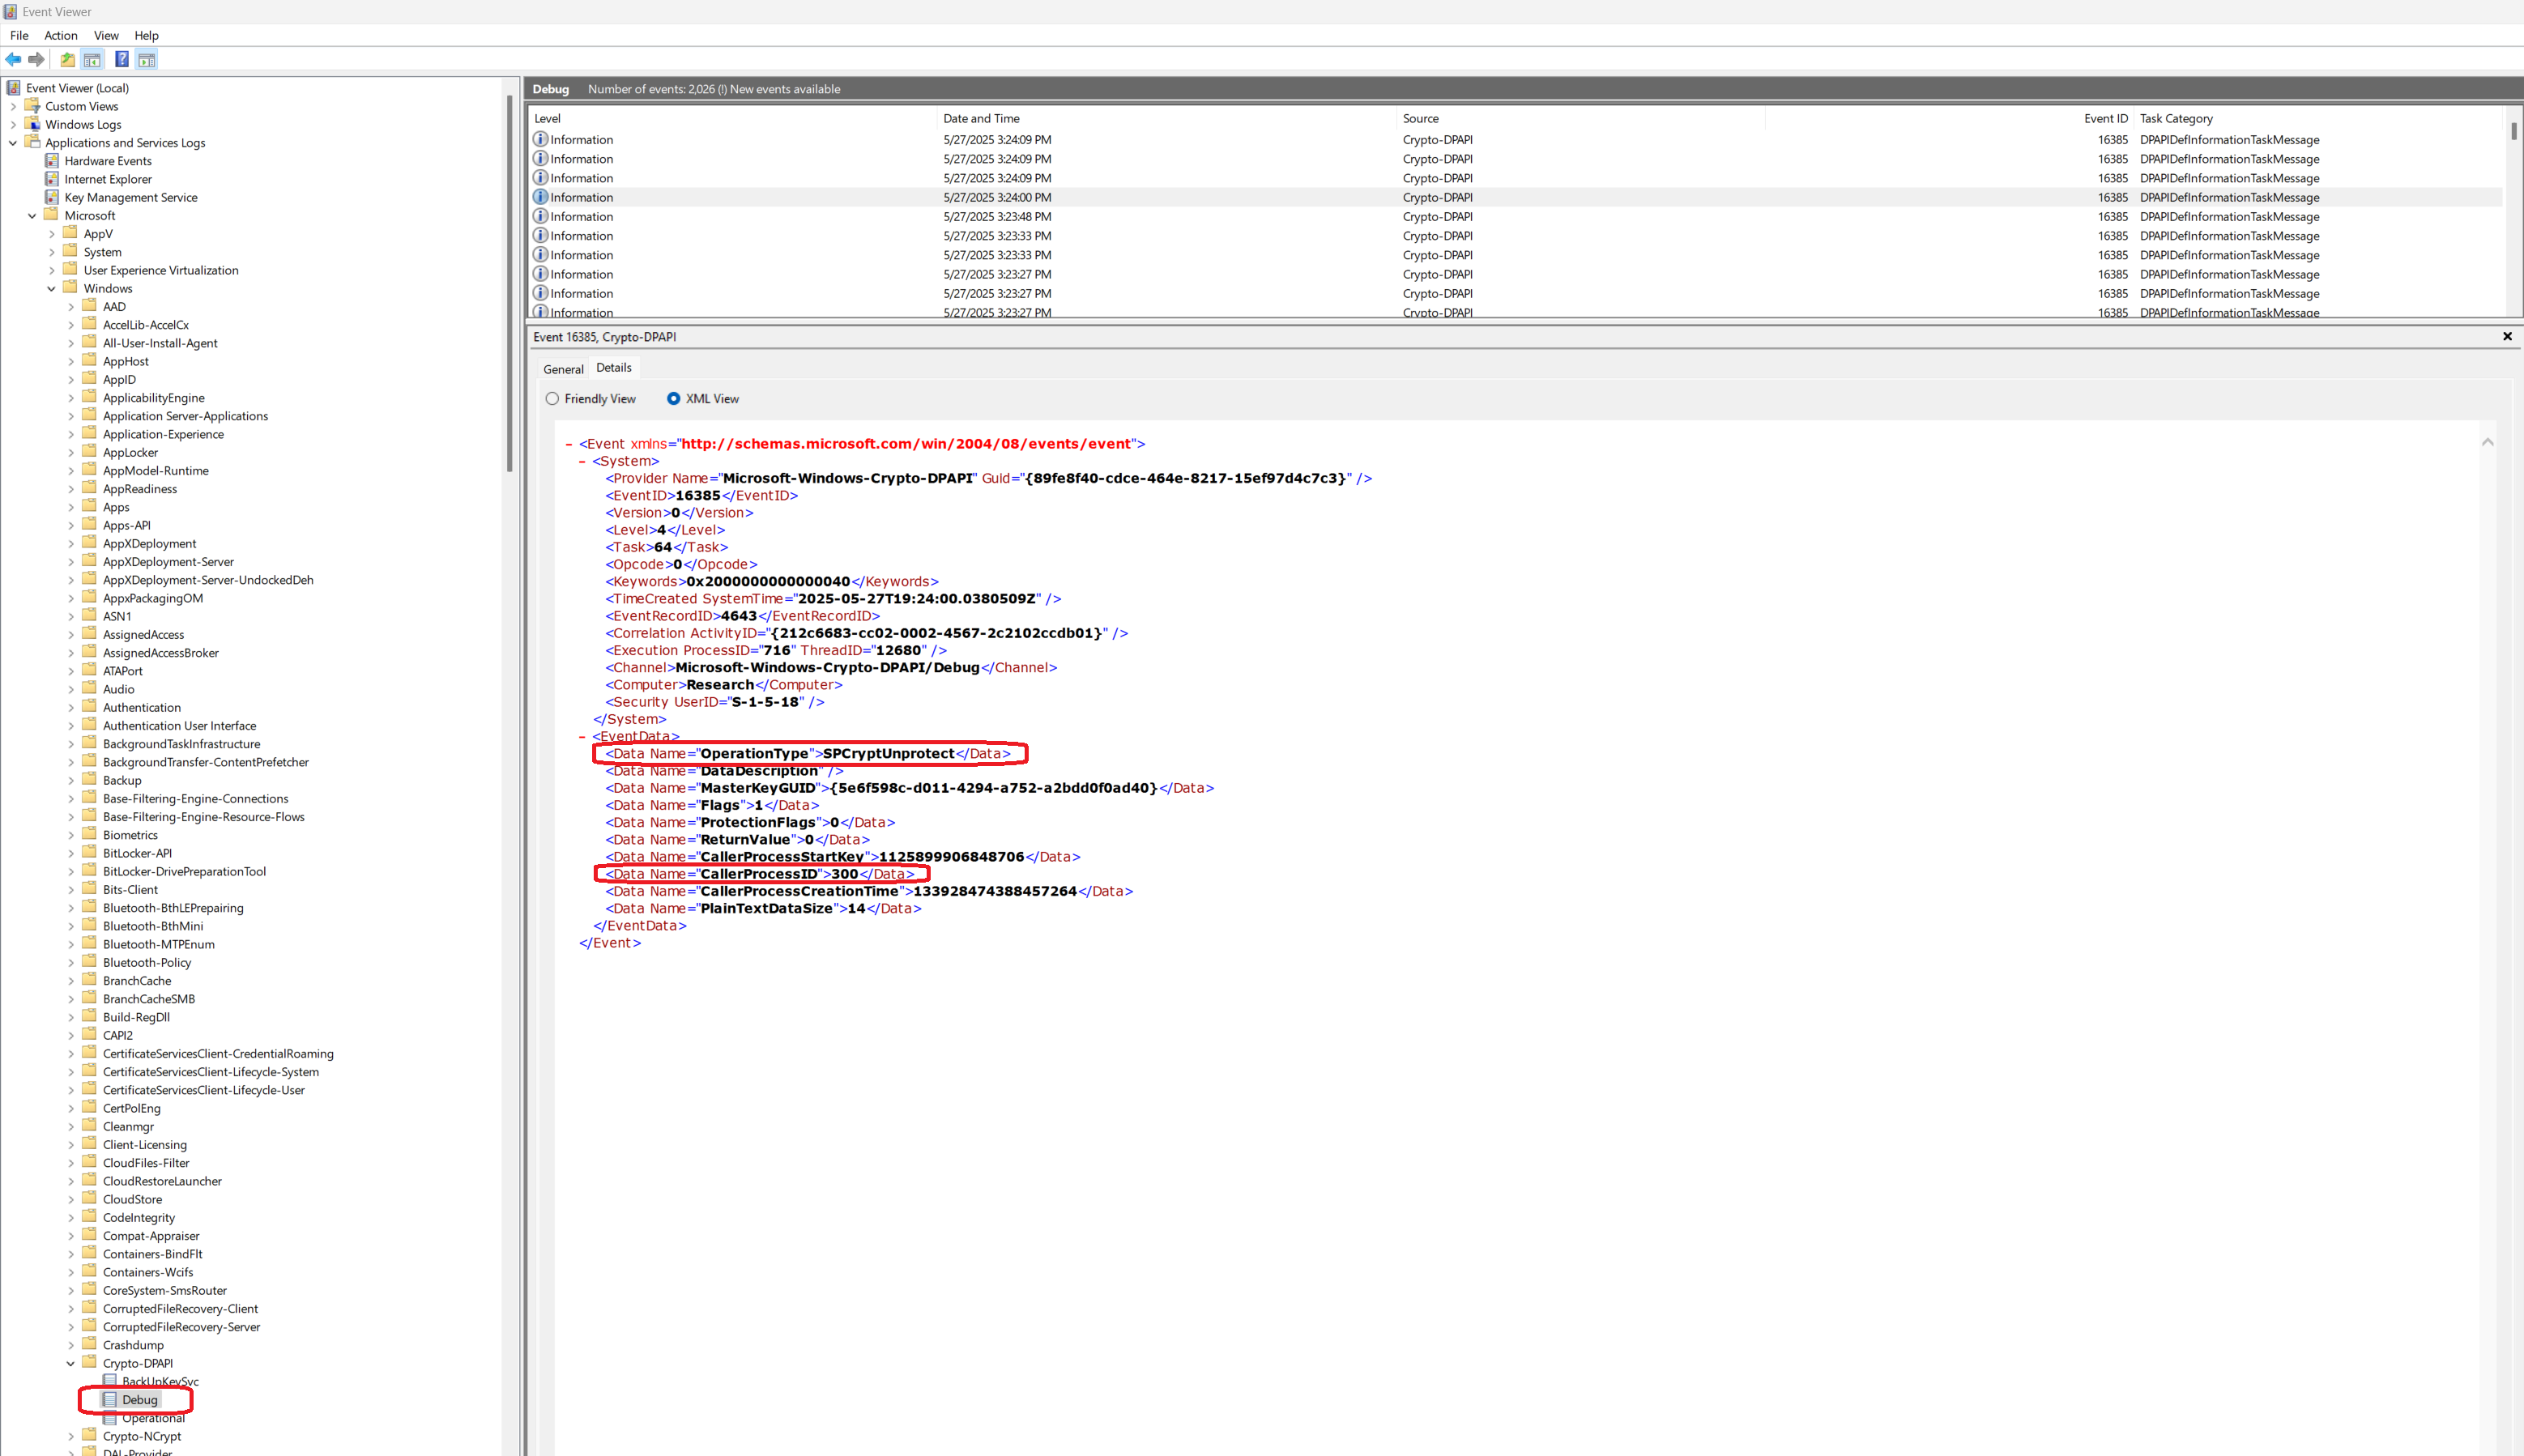 Event Viewer
File Action View Help
Event Viewer (Local)
Custom Views
Windows Logs
Applications and Services Logs
Hardware Events
Internet Explorer
Key Management Service
Microsoft
AppV
System
User Experience Virtualization
Windows
AAD
AccelLib-AccelCx
All-User-Install-Agent
AppHost
AppID
ApplicabilityEngine
Application Server-Applications
Application-Experience
AppLocker
AppModel-Runtime
AppReadiness
Apps
Apps-API
AppXDeployment
AppXDeployment-Server
AppXDeployment-Server-UndockedDeh
AppxPackagingOM
ASN1
AssignedAccess
AssignedAccessBroker
ATAPort
Audio
Authentication
Authentication User Interface
BackgroundTaskInfrastructure
BackgroundTransfer-ContentPrefetcher
Backup
Base-Filtering-Engine-Connections
Base-Filtering-Engine-Resource-Flows
Biometrics
BitLocker-API
BitLocker-DrivePreparationTool
Bits-Client
Bluetooth-BthLEPrepairing
Bluetooth-BthMini
Bluetooth-MTPEnum
Bluetooth-Policy
BranchCache
BranchCacheSMB
Build-RegDll
CAPI2
CertificateServicesClient-CredentialRoaming
CertificateServicesClient-Lifecycle-System
CertificateServicesClient-Lifecycle-User
CertPolEng
Cleanmgr
Client-Licensing
CloudFiles-Filter
CloudRestoreLauncher
CloudStore
CodeIntegrity
Compat-Appraiser
Containers-BindFlt
Containers-Wcifs
CoreSystem-SmsRouter
CorruptedFileRecovery-Client
CorruptedFileRecovery-Server
Crashdump
Crypto-DPAPI
BackUpKeySvc
Debug
Operational
Crypto-NCrypt
DAL-Provider
Debug Number of events: 2,026 (!) New events available
Level Date and Time Source Event ID Task Category
Information 5/27/2025 3:24:09 PM Crypto-DPAPI 16385 DPAPIDefInformationTaskMessage
Information 5/27/2025 3:24:09 PM Crypto-DPAPI 16385 DPAPIDefInformationTaskMessage
Information 5/27/2025 3:24:09 PM Crypto-DPAPI 16385 DPAPIDefInformationTaskMessage
Information 5/27/2025 3:24:00 PM Crypto-DPAPI 16385 DPAPIDefInformationTaskMessage
Information 5/27/2025 3:23:48 PM Crypto-DPAPI 16385 DPAPIDefInformationTaskMessage
Information 5/27/2025 3:23:33 PM Crypto-DPAPI 16385 DPAPIDefInformationTaskMessage
Information 5/27/2025 3:23:33 PM Crypto-DPAPI 16385 DPAPIDefInformationTaskMessage
Information 5/27/2025 3:23:27 PM Crypto-DPAPI 16385 DPAPIDefInformationTaskMessage
Information 5/27/2025 3:23:27 PM Crypto-DPAPI 16385 DPAPIDefInformationTaskMessage
Information 5/27/2025 3:23:27 PM Crypto-DPAPI 16385 DPAPIDefInformationTaskMessage
Event 16385, Crypto-DPAPI
General Details
Friendly View XML View
- <Event xmlns="http://schemas.microsoft.com/win/2004/08/events/event">
- <System>
<Provider Name="Microsoft-Windows-Crypto-DPAPI" Guid="{89fe8f40-cdce-464e-8217-15ef97d4c7c3}" />
<EventID>16385</EventID>
<Version>0</Version>
<Level>4</Level>
<Task>64</Task>
<Opcode>0</Opcode>
<Keywords>0x2000000000000040</Keywords>
<TimeCreated SystemTime="2025-05-27T19:24:00.0380509Z" />
<EventRecordID>4643</EventRecordID>
<Correlation ActivityID="{212c6683-cc02-0002-4567-2c2102ccdb01}" />
<Execution ProcessID="716" ThreadID="12680" />
<Channel>Microsoft-Windows-Crypto-DPAPI/Debug</Channel>
<Computer>Research</Computer>
<Security UserID="S-1-5-18" />
</System>
- <EventData>
<Data Name="OperationType">SPCryptUnprotect</Data>
<Data Name="DataDescription" />
<Data Name="MasterKeyGUID">{5e6f598c-d011-4294-a752-a2bdd0f0ad40}</Data>
<Data Name="Flags">1</Data>
<Data Name="ProtectionFlags">0</Data>
<Data Name="ReturnValue">0</Data>
<Data Name="CallerProcessStartKey">1125899906848706</Data>
<Data Name="CallerProcessID">300</Data>
<Data Name="CallerProcessCreationTime">133928474388457264</Data>
<Data Name="PlainTextDataSize">14</Data>
</EventData>
</Event>